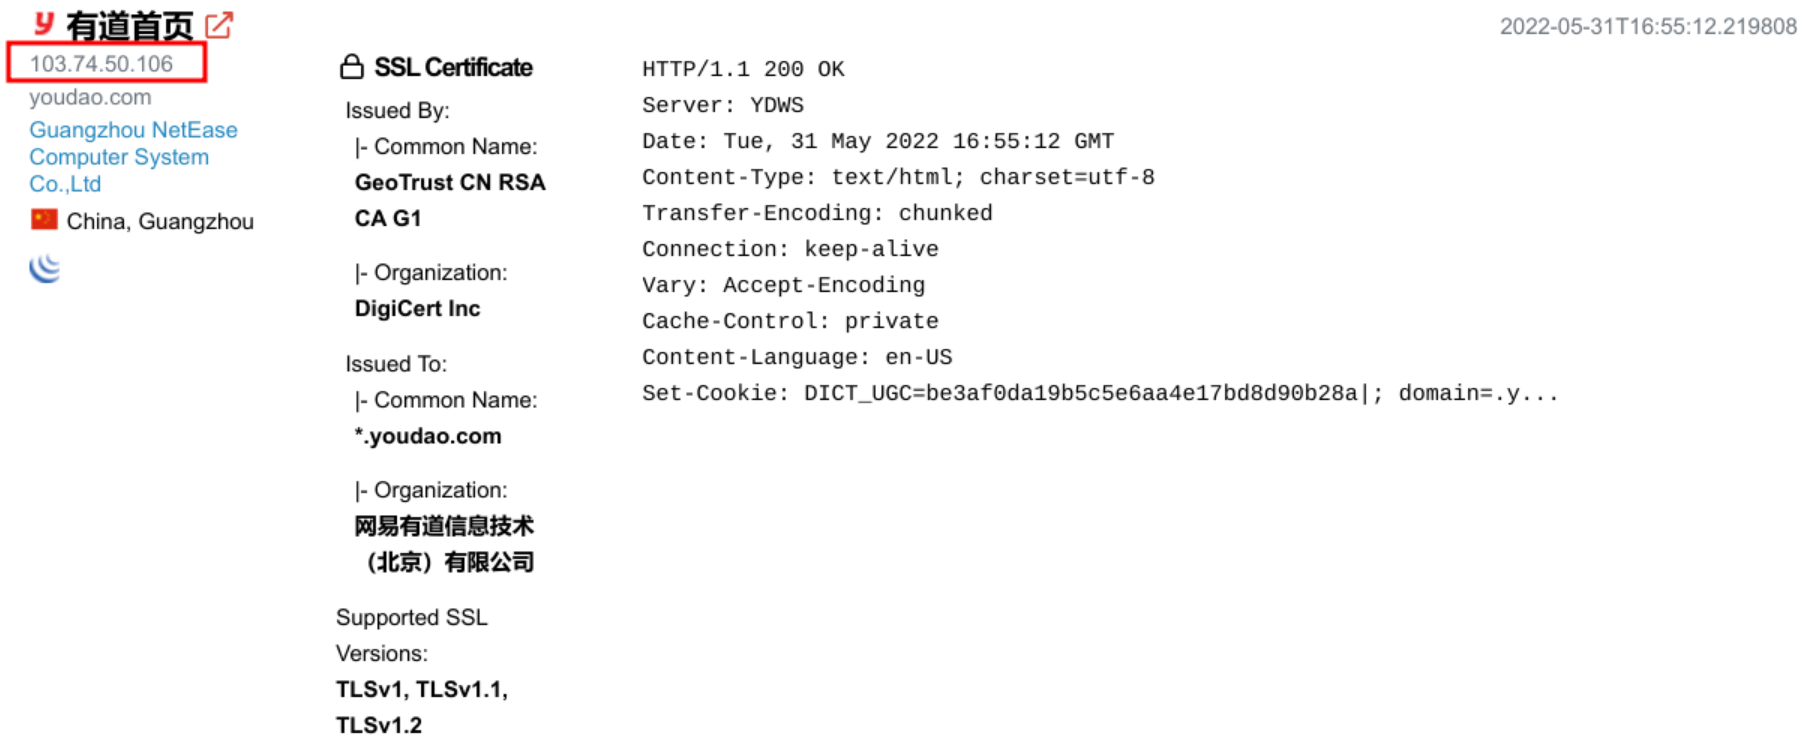 y 有道首页
2022-05-31T16:55:12.219808
103.74.50.106
youdao.com
Guangzhou NetEase
Computer System
Co.,Ltd
China, Guangzhou
SSL Certificate
Issued By:
|- Common Name:
GeoTrust CN RSA
CA G1
|- Organization:
DigiCert Inc
Issued To:
|- Common Name:
*.youdao.com
|- Organization:
网易有道信息技术
（北京）有限公司
Supported SSL
Versions:
TLSv1, TLSv1.1,
TLSv1.2
HTTP/1.1 200 OK
Server: YDWS
Date: Tue, 31 May 2022 16:55:12 GMT
Content-Type: text/html; charset=utf-8
Transfer-Encoding: chunked
Connection: keep-alive
Vary: Accept-Encoding
Cache-Control: private
Content-Language: en-US
Set-Cookie: DICT_UGC=be3af0da19b5c5e6aa4e17bd8d90b28a|; domain=.y...